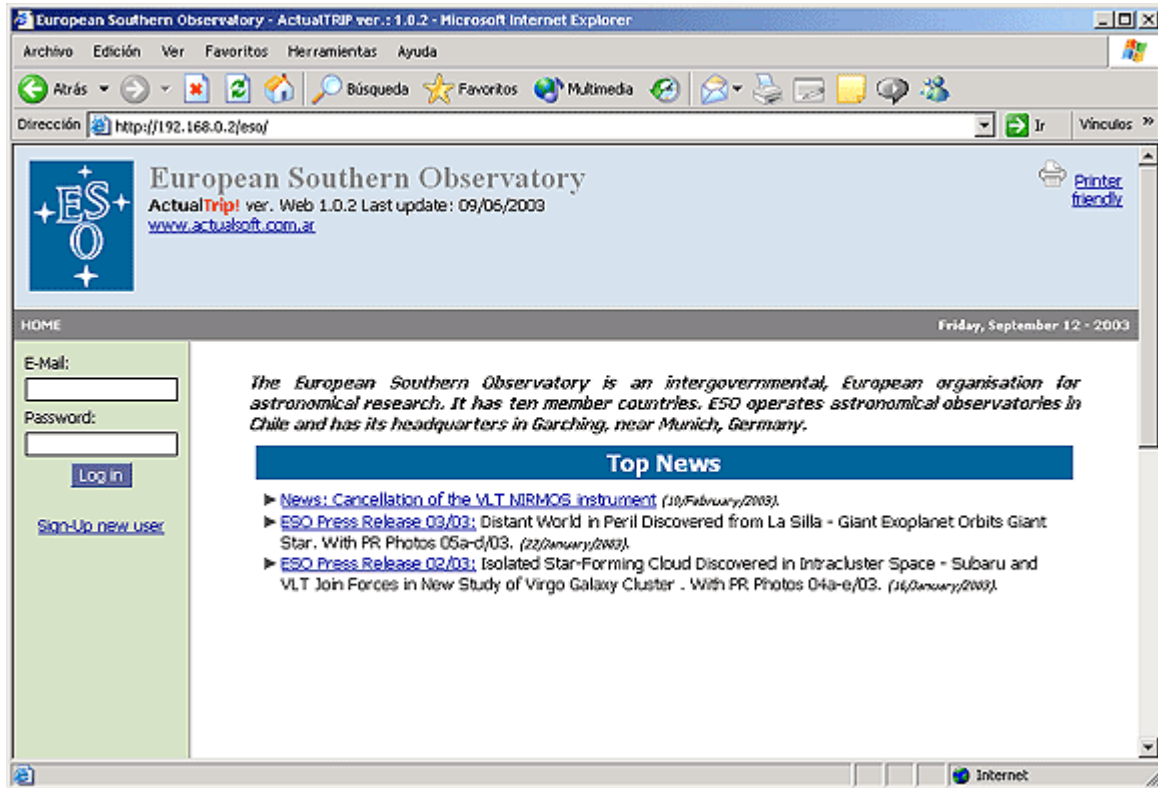 European Southern Observatory - ActualTRIP ver.: 1.0.2 - Microsoft Internet Explorer
Archivo Edición Ver Favoritos Herramientas Ayuda
Atrás Búsqueda Favoritos Multimedia
Dirección http://192.168.0.2/eso/ Ir Vínculos »
ESO
European Southern Observatory
ActualTrip! ver. Web 1.0.2 Last update: 09/06/2003
www.actualsoft.com.ar
Printer
friendly
HOME Friday, September 12 - 2003
E-Mail:
Password:
Log in
Sign-Up new user
The European Southern Observatory is an intergovernmental, European organisation for
astronomical research. It has ten member countries. ESO operates astronomical observatories in
Chile and has its headquarters in Garching, near Munich, Germany.
Top News
News: Cancellation of the VLT NIRMOS instrument (10/February/2003).
ESO Press Release 03/03: Distant World in Peril Discovered from La Silla - Giant Exoplanet Orbits Giant
Star. With PR Photos 05a-d/03. (22/January/2003).
ESO Press Release 02/03: Isolated Star-Forming Cloud Discovered in Intracluster Space - Subaru and
VLT Join Forces in New Study of Virgo Galaxy Cluster . With PR Photos 04a-e/03. (16/January/2003).
Internet